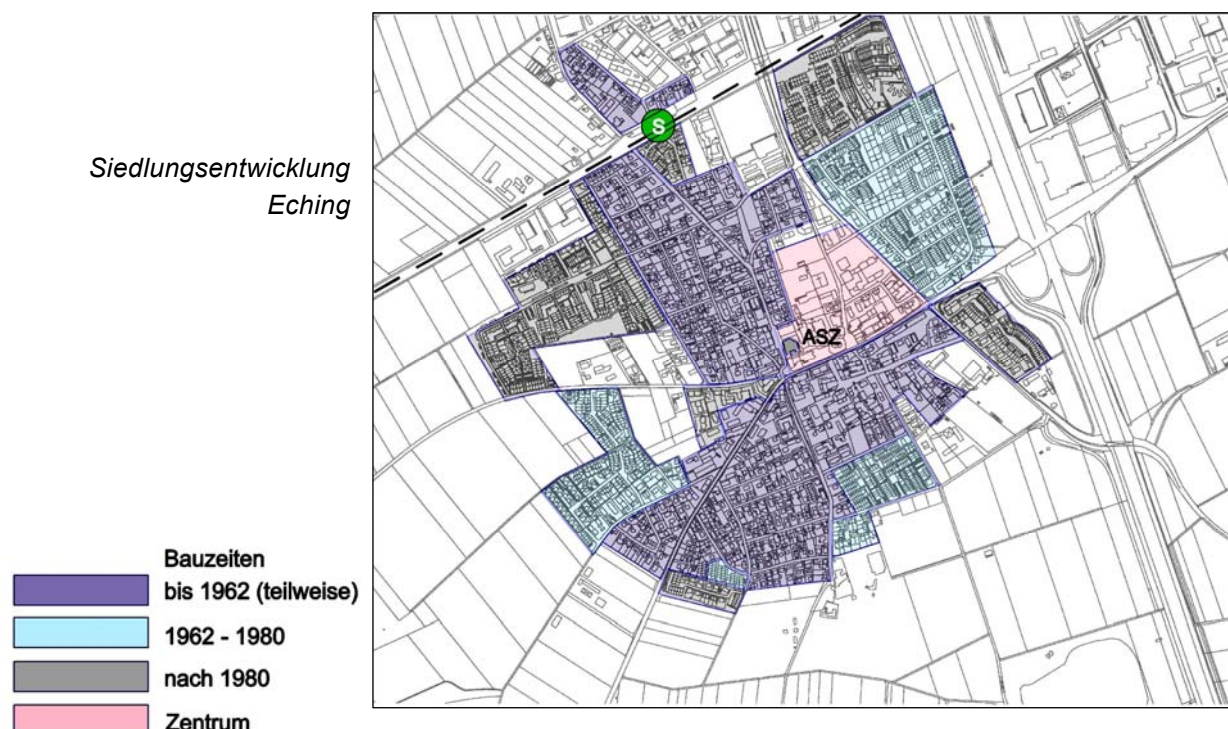 Siedlungsentwicklung
Eching
S
ASZ
Bauzeiten
bis 1962 (teilweise)
1962 - 1980
nach 1980
Zentrum